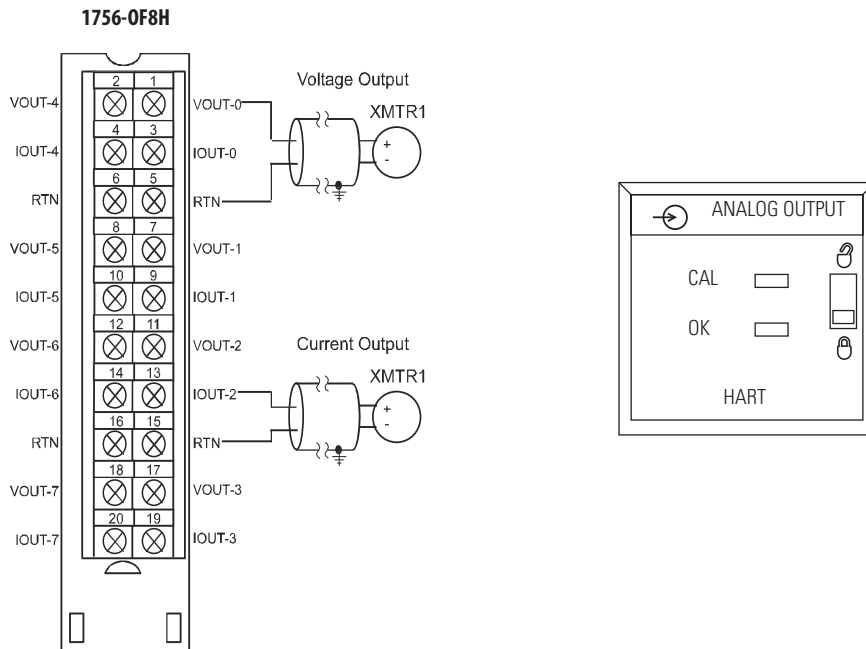 1756-OF8H
Voltage Output
2 1
VOUT-4 VOUT-0 XMTR1
4 3
IOUT-4 IOUT-0 + -
6 5
RTN RTN
8 7
VOUT-5 VOUT-1
10 9
IOUT-5 IOUT-1
12 11
VOUT-6 VOUT-2
Current Output
14 13
IOUT-6 IOUT-2 XMTR1
+ -
16 15
RTN RTN
18 17
VOUT-7 VOUT-3
20 19
IOUT-7 IOUT-3
ANALOG OUTPUT
CAL
OK
HART